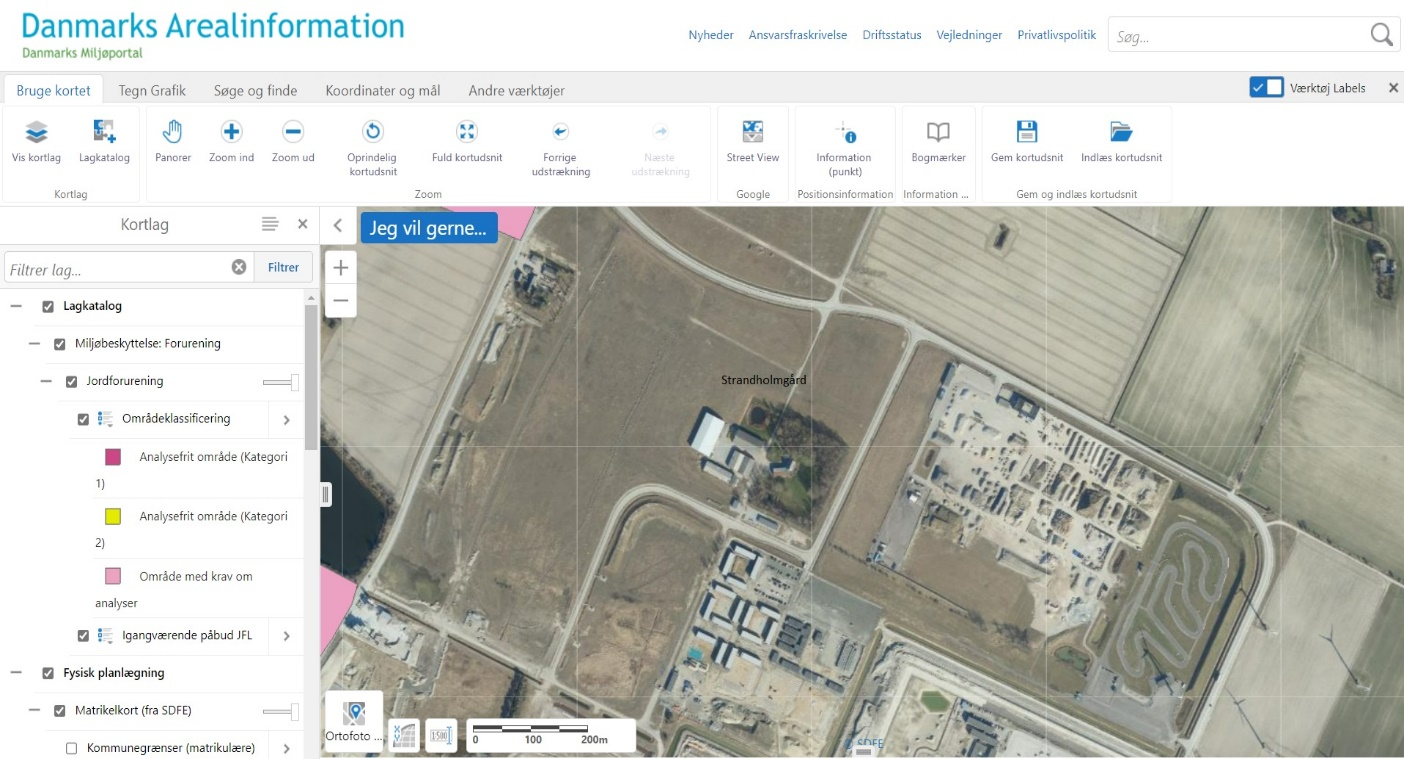 Danmarks Arealinformation
Danmarks Miljøportal
Nyheder Ansvarsfraskrivelse Driftsstatus Vejledninger Privatlivspolitik Søg...
Bruge kortet Tegn Grafik Søge og finde Koordinater og mål Andre værktøjer Værktøj Labels
Vis kortlag Lagkatalog Panorer Zoom ind Zoom ud Oprindelig kortudsnit Fuld kortudsnit Forrige udstrækning Næste udstrækning Street View Information (punkt) Bogmærker Gem kortudsnit Indlæs kortudsnit
Kortlag Zoom Google Positionsinformation Information ... Gem og indlæs kortudsnit
Kortlag
Jeg vil gerne...
Filtrer lag... Filtrer
Lagkatalog
Miljøbeskyttelse: Forurening
Jordforurening
Områdeklassificering
Analysefrit område (Kategori
1)
Analysefrit område (Kategori
2)
Område med krav om
analyser
Igangværende påbud JFL
Fysisk planlægning
Matrikelkort (fra SDFE)
Kommunegrænser (matrikulære)
Strandholmgård
Ortofoto ...
1:500
0 100 200m
© SDFE